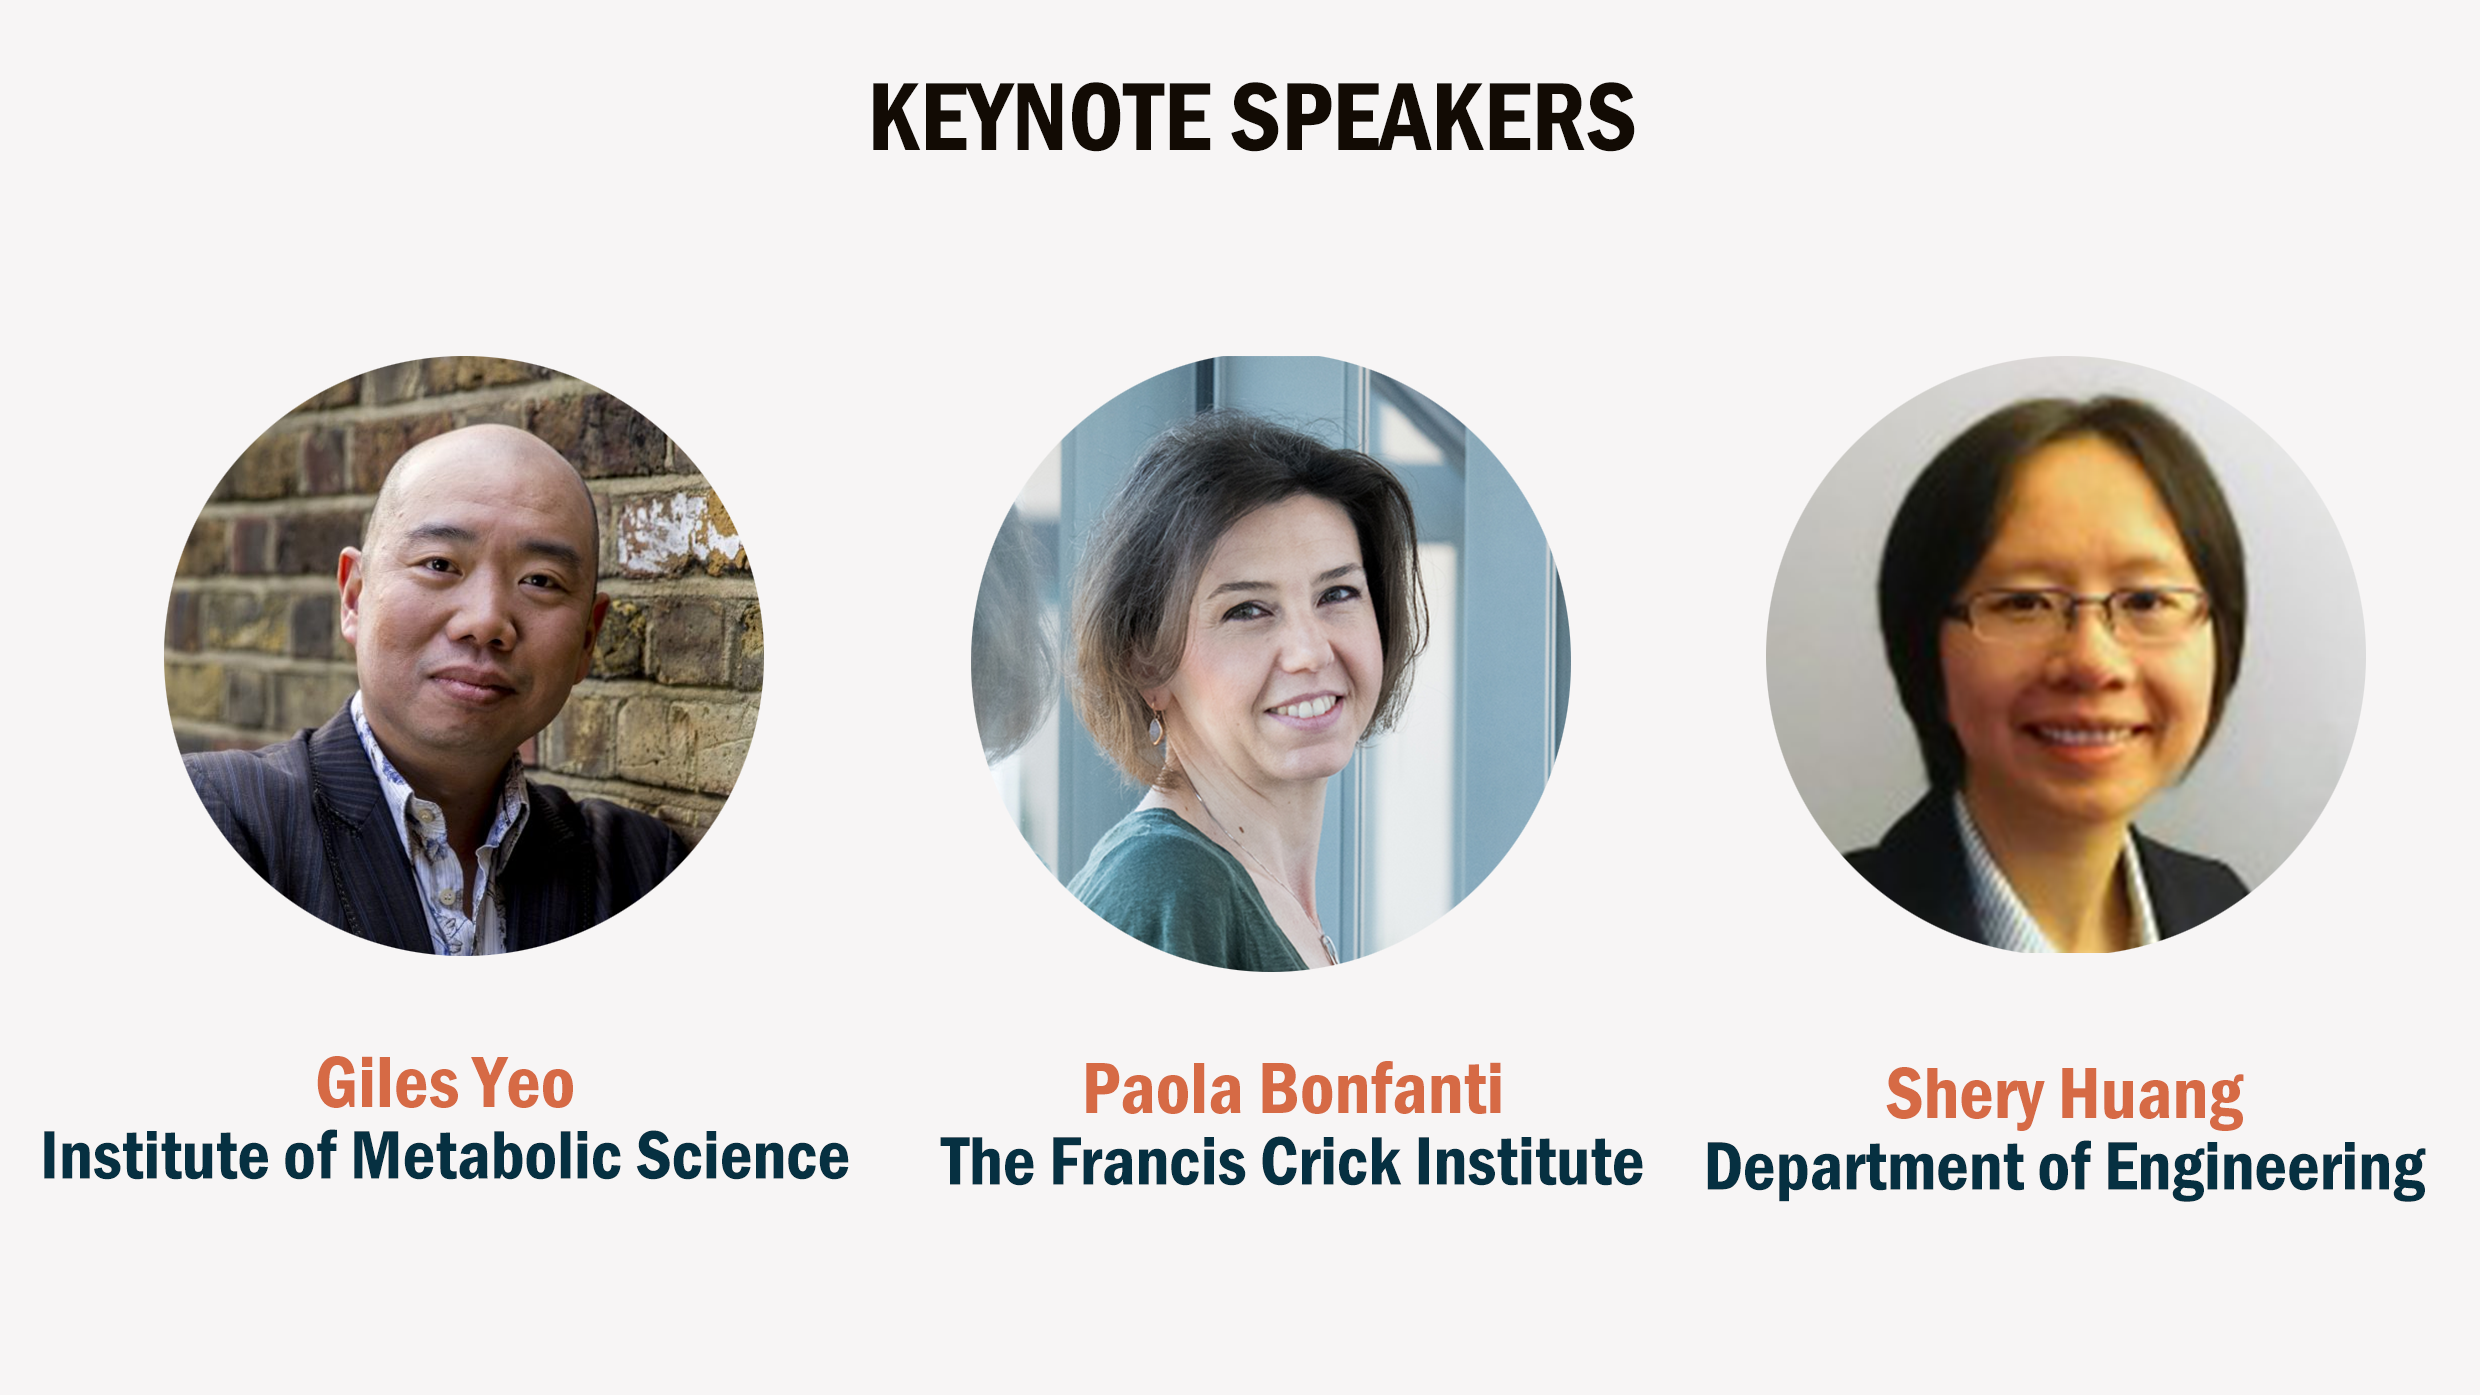 KEYNOTE SPEAKERS
Giles Yeo
Institute of Metabolic Science
Paola Bonfanti
The Francis Crick Institute
Shery Huang
Department of Engineering